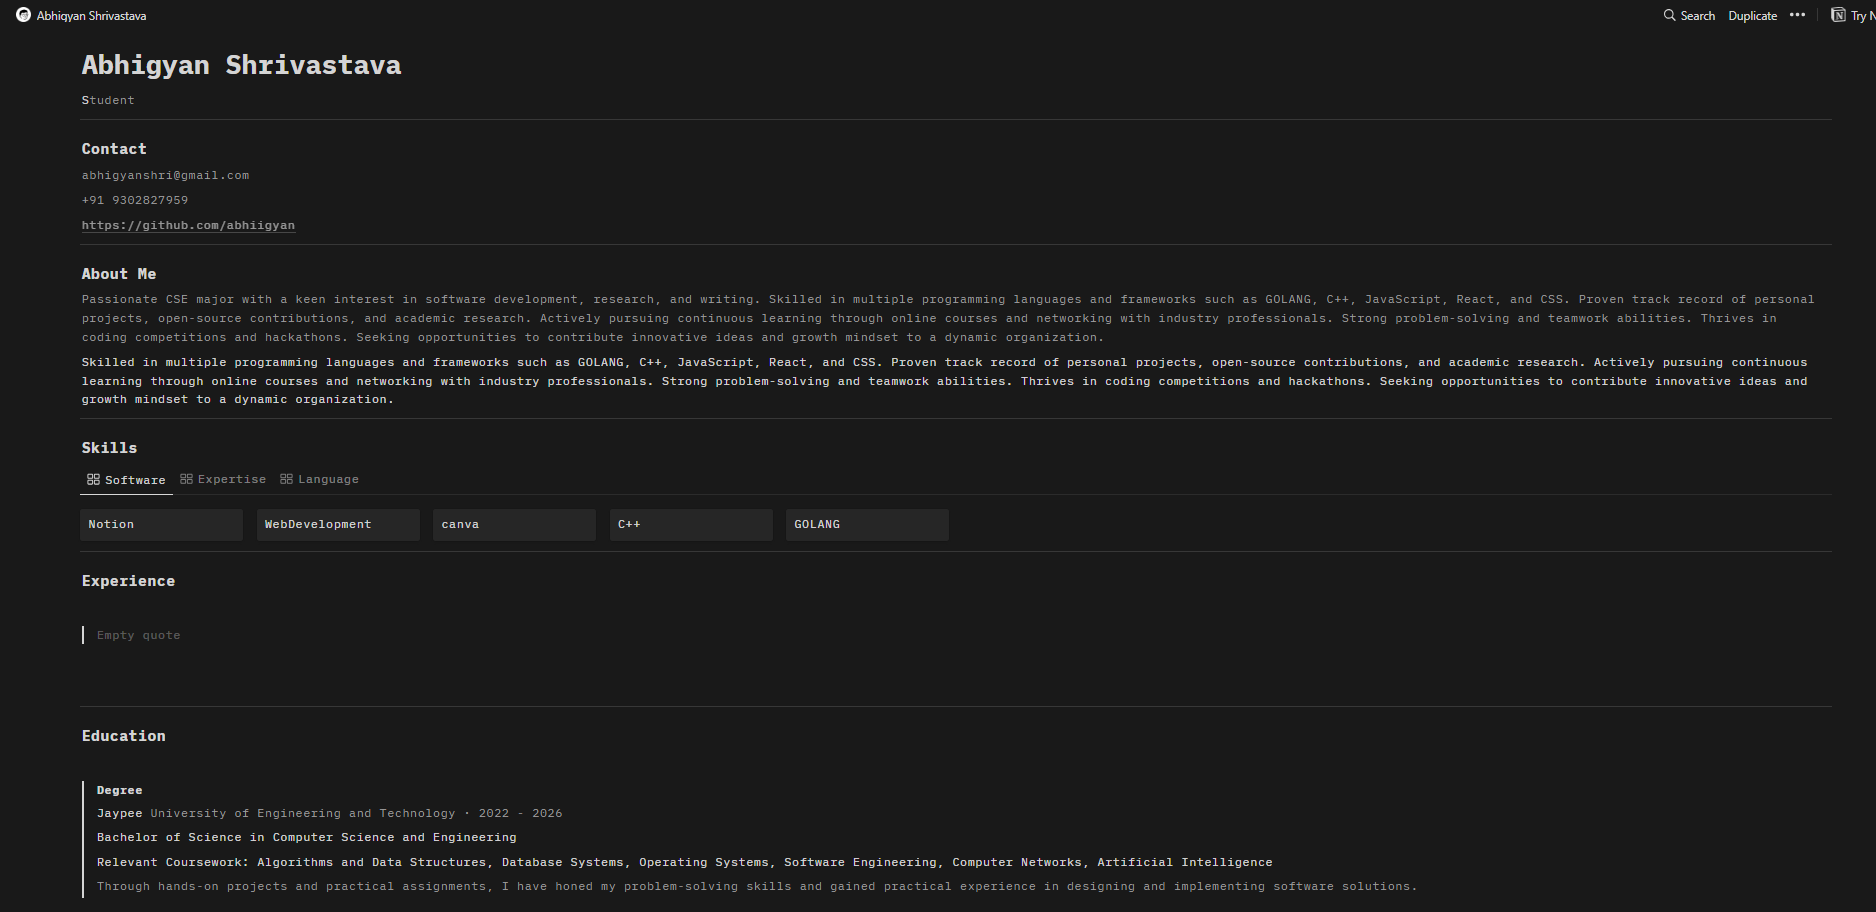 Abhigyan Shrivastava
Search Duplicate ••• Try N
Abhigyan Shrivastava
Student
Contact
abhigyanshri@gmail.com
+91 9302827959
https://github.com/abhiigyan
About Me
Passionate CSE major with a keen interest in software development, research, and writing. Skilled in multiple programming languages and frameworks such as GOLANG, C++, JavaScript, React, and CSS. Proven track record of personal
projects, open-source contributions, and academic research. Actively pursuing continuous learning through online courses and networking with industry professionals. Strong problem-solving and teamwork abilities. Thrives in
coding competitions and hackathons. Seeking opportunities to contribute innovative ideas and growth mindset to a dynamic organization.
Skilled in multiple programming languages and frameworks such as GOLANG, C++, JavaScript, React, and CSS. Proven track record of personal projects, open-source contributions, and academic research. Actively pursuing continuous
learning through online courses and networking with industry professionals. Strong problem-solving and teamwork abilities. Thrives in coding competitions and hackathons. Seeking opportunities to contribute innovative ideas and
growth mindset to a dynamic organization.
Skills
Software Expertise Language
Notion WebDevelopment canva C++ GOLANG
Experience
Empty quote
Education
Degree
Jaypee University of Engineering and Technology · 2022 - 2026
Bachelor of Science in Computer Science and Engineering
Relevant Coursework: Algorithms and Data Structures, Database Systems, Operating Systems, Software Engineering, Computer Networks, Artificial Intelligence
Through hands-on projects and practical assignments, I have honed my problem-solving skills and gained practical experience in designing and implementing software solutions.